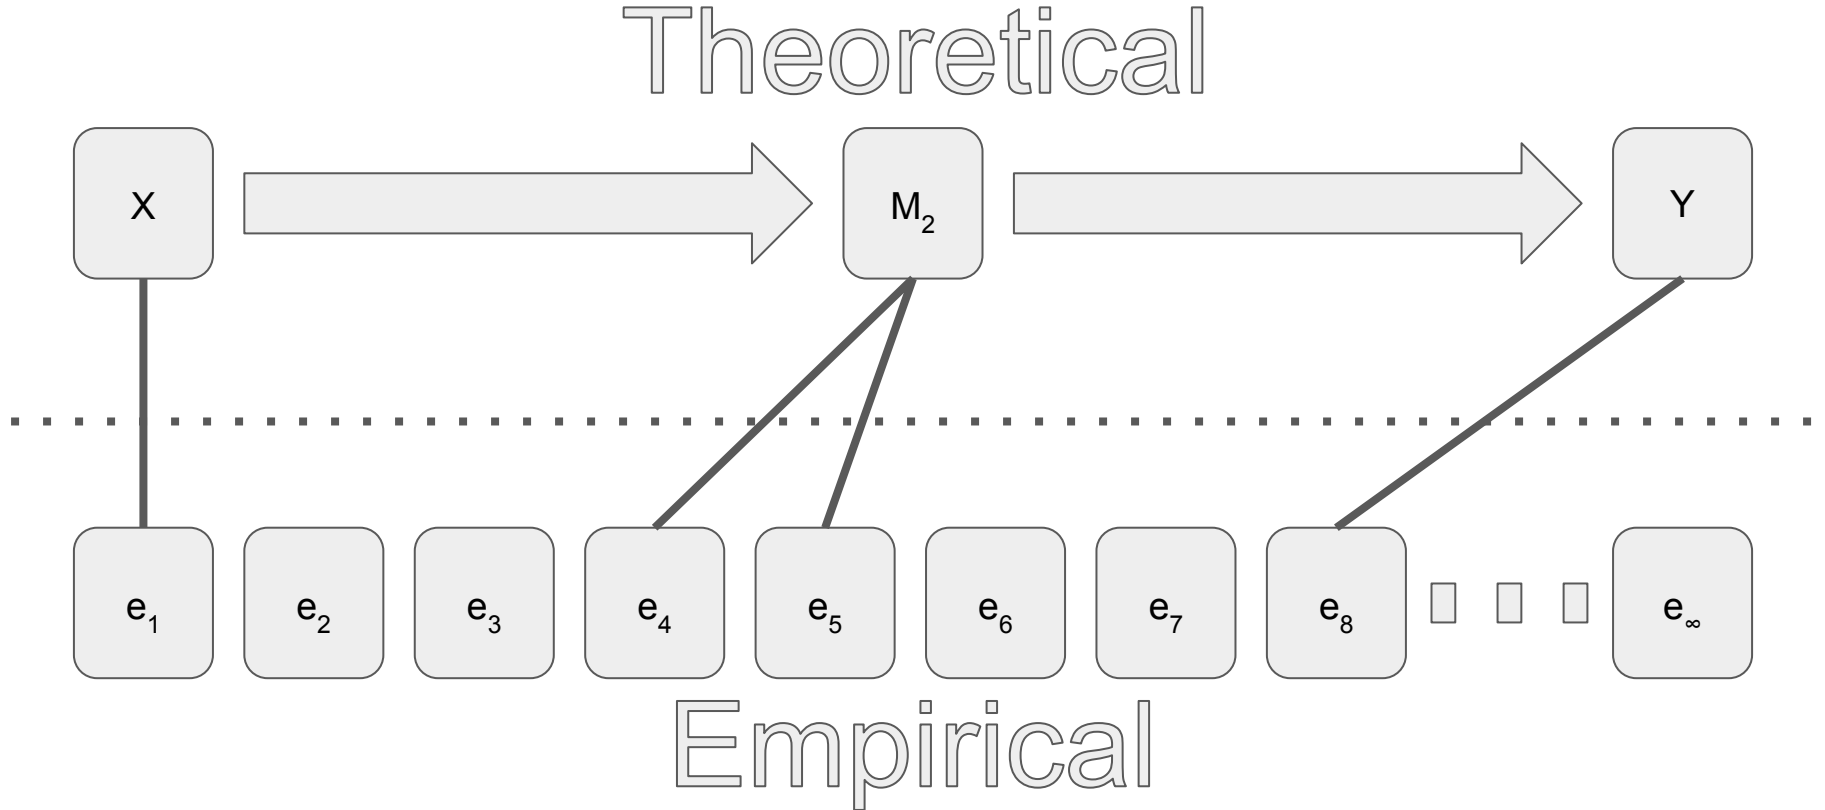 Theoretical
X M₂ Y
e₁ e₂ e₃ e₄ e₅ e₆ e₇ e₈ e∞
Empirical